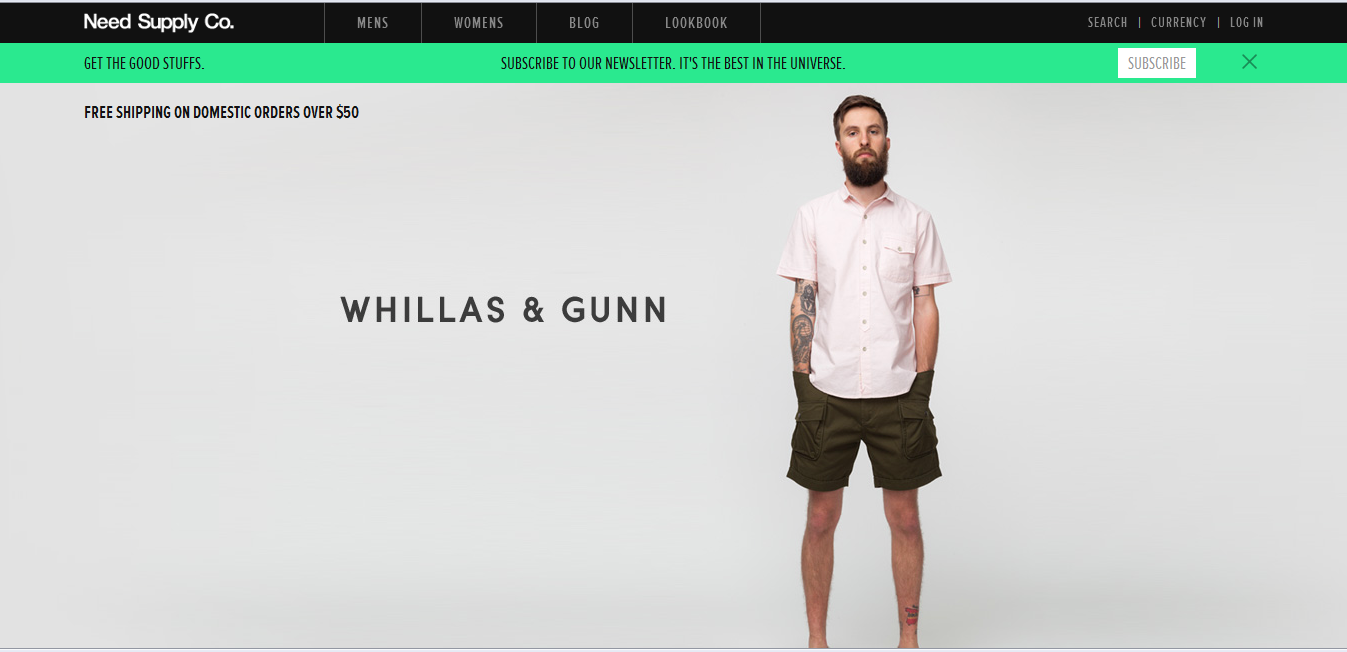 Need Supply Co.
MENS
WOMENS
BLOG
LOOKBOOK
SEARCH | CURRENCY | LOG IN
GET THE GOOD STUFFS.
SUBSCRIBE TO OUR NEWSLETTER. IT'S THE BEST IN THE UNIVERSE.
SUBSCRIBE
FREE SHIPPING ON DOMESTIC ORDERS OVER $50
WHILLAS & GUNN